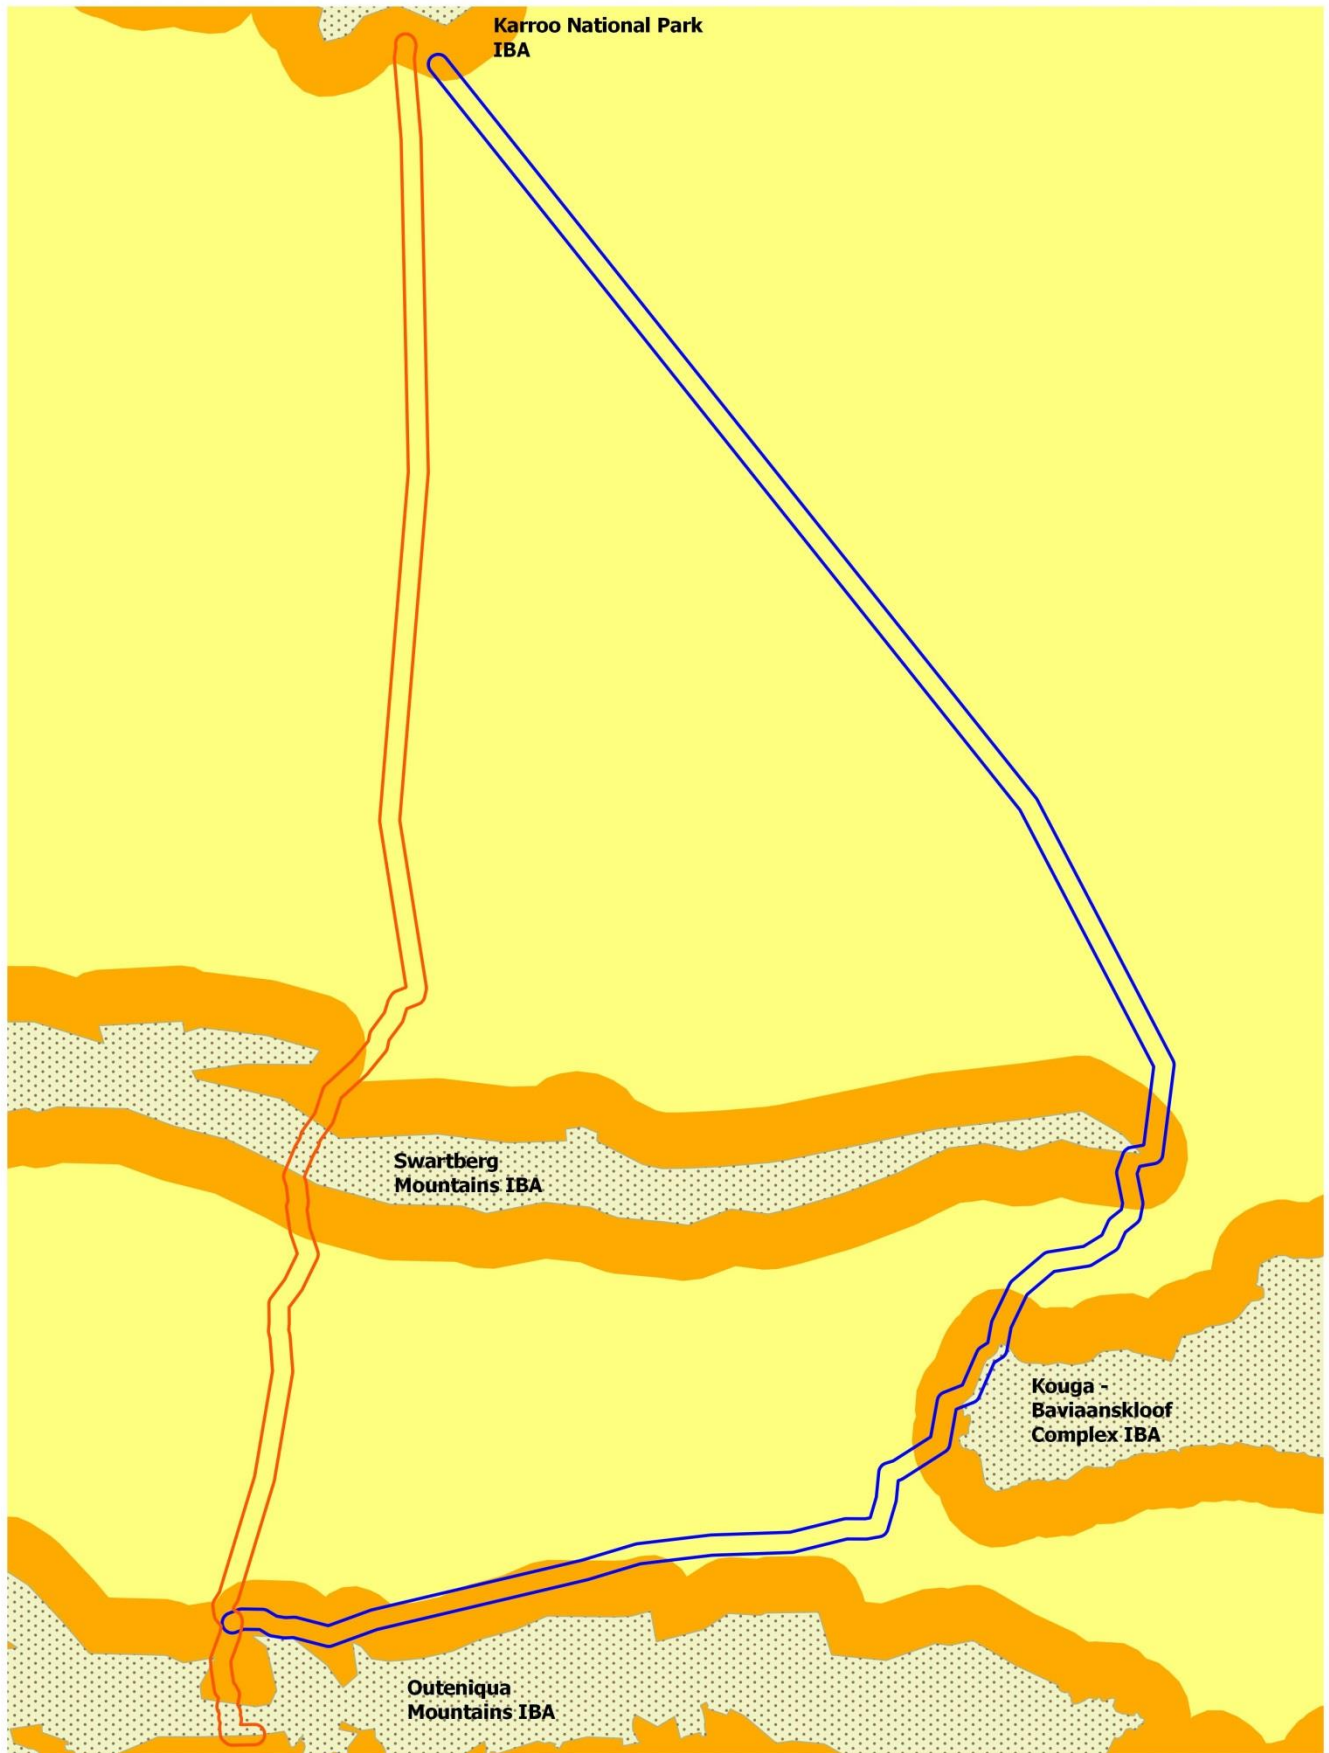 Karroo National Park
IBA
Swartberg
Mountains IBA
Kouga -
Baviaanskloof
Complex IBA
Outeniqua
Mountains IBA